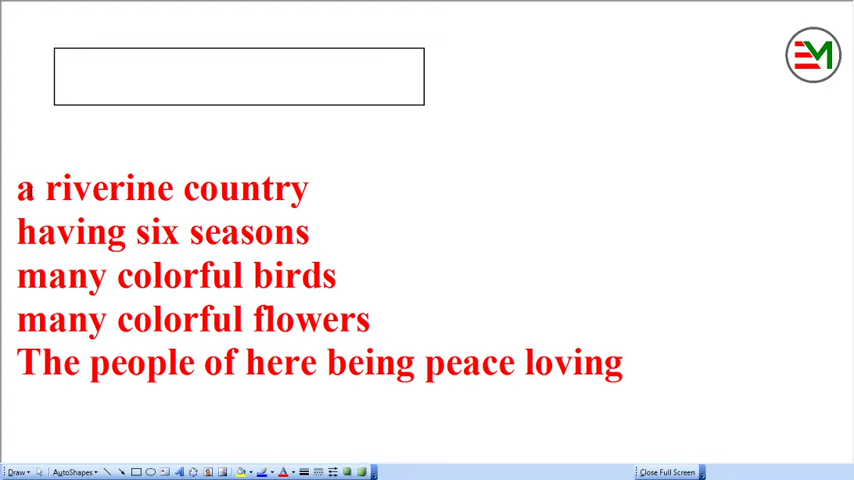 EM
a riverine country
having six seasons
many colorful birds
many colorful flowers
The people of here being peace loving
Draw
AutoShapes
A
Close Full Screen